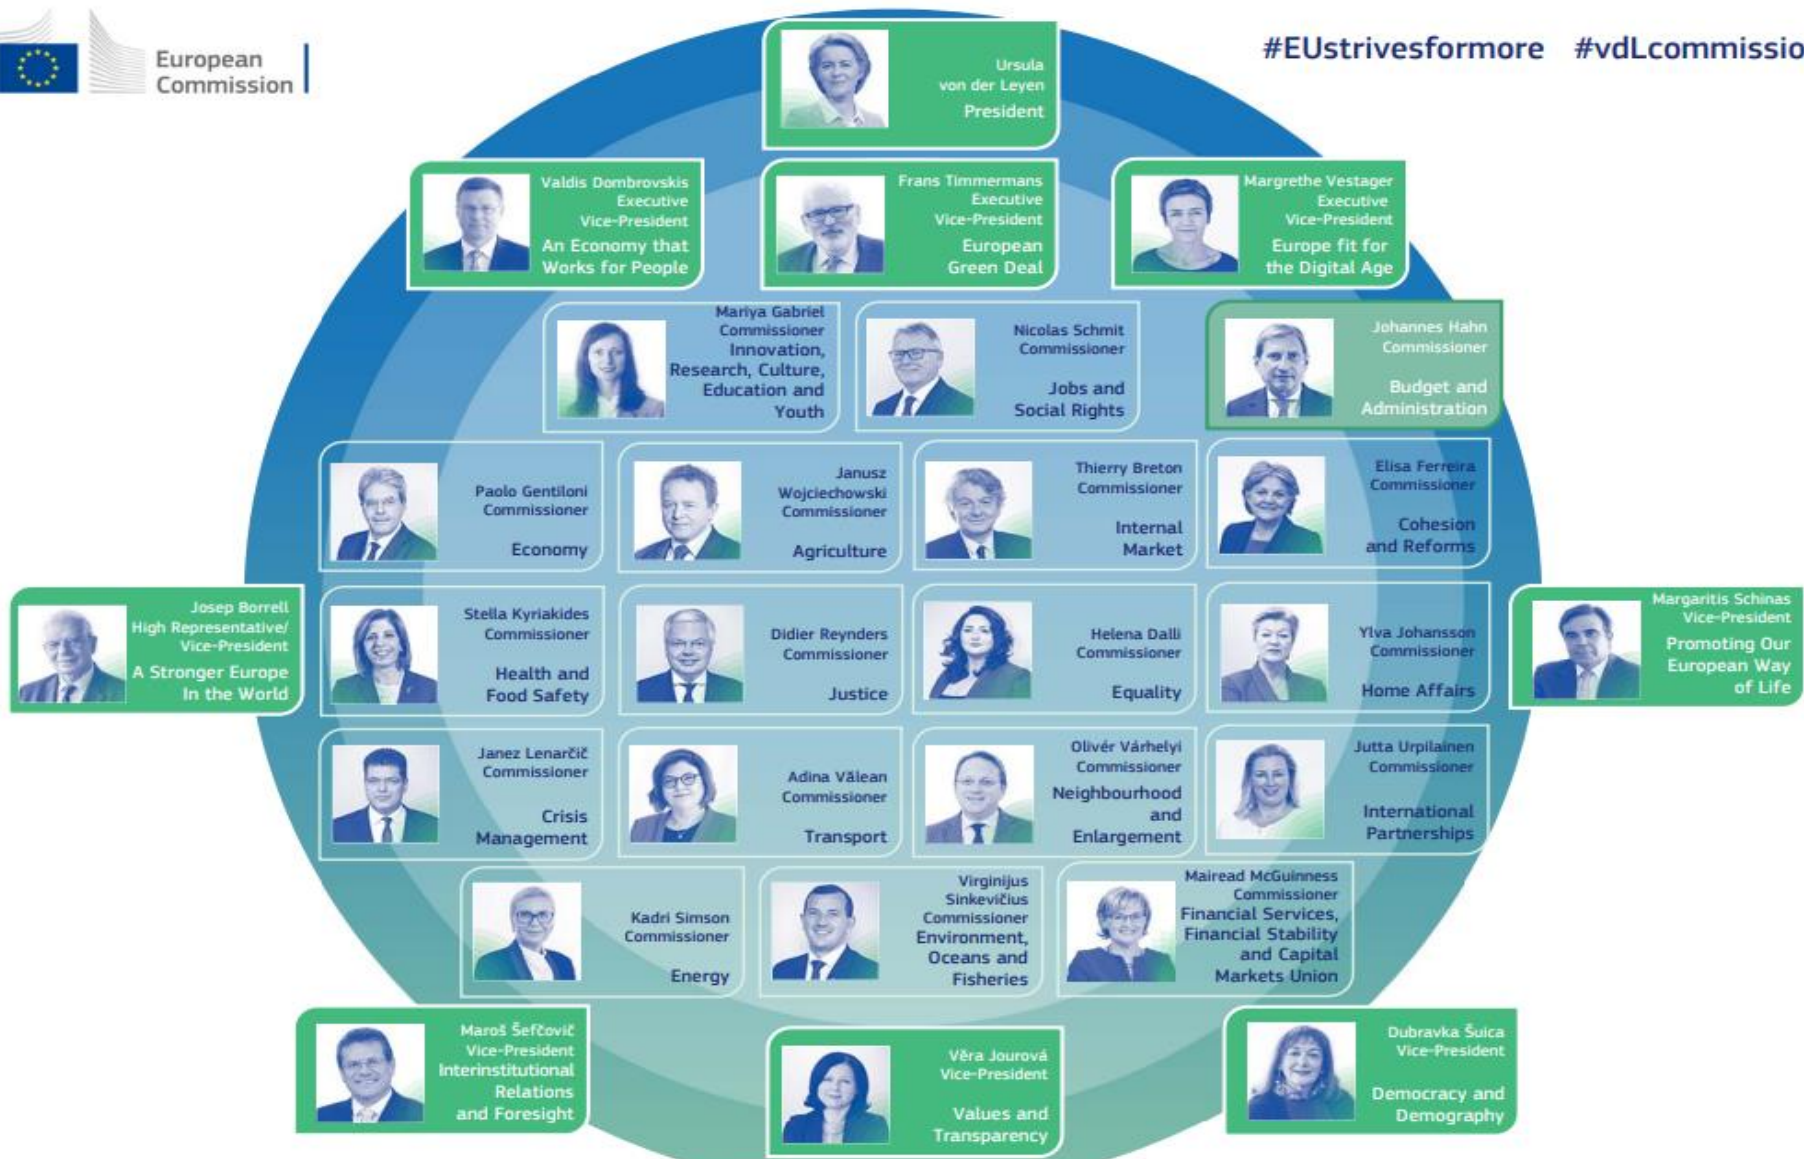 European
Commission
#EUstrivesformore #vdLcommissio
Ursula
von der Leyen
President
Valdis Dombrovskis
Executive
Vice-President
An Economy that
Works for People
Frans Timmermans
Executive
Vice-President
European
Green Deal
Margrethe Vestager
Executive
Vice-President
Europe fit for
the Digital Age
Mariya Gabriel
Commissioner
Innovation,
Research, Culture,
Education and
Youth
Nicolas Schmit
Commissioner
Jobs and
Social Rights
Johannes Hahn
Commissioner
Budget and
Administration
Paolo Gentiloni
Commissioner
Economy
Janusz
Wojciechowski
Commissioner
Agriculture
Thierry Breton
Commissioner
Internal
Market
Elisa Ferreira
Commissioner
Cohesion
and Reforms
Josep Borrell
High Representative/
Vice-President
A Stronger Europe
In the World
Stella Kyriakides
Commissioner
Health and
Food Safety
Didier Reynders
Commissioner
Justice
Helena Dalli
Commissioner
Equality
Ylva Johansson
Commissioner
Home Affairs
Margaritis Schinas
Vice-President
Promoting Our
European Way
of Life
Janez Lenarčič
Commissioner
Crisis
Management
Adina Vălean
Commissioner
Transport
Olivér Várhelyi
Commissioner
Neighbourhood
and
Enlargement
Jutta Urpilainen
Commissioner
International
Partnerships
Kadri Simson
Commissioner
Energy
Virginijus
Sinkevičius
Commissioner
Environment,
Oceans and
Fisheries
Mairead McGuinness
Commissioner
Financial Services,
Financial Stability
and Capital
Markets Union
Maroš Šefčovič
Vice-President
Interinstitutional
Relations
and Foresight
Věra Jourová
Vice-President
Values and
Transparency
Dubravka Šuica
Vice-President
Democracy and
Demography